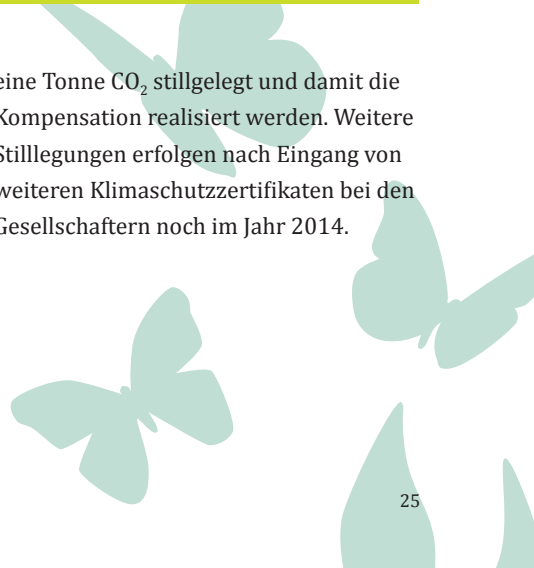 eine Tonne CO₂ stillgelegt und damit die
Kompensation realisiert werden. Weitere
Stilllegungen erfolgen nach Eingang von
weiteren Klimaschutzzertifikaten bei den
Gesellschaftern noch im Jahr 2014.
25